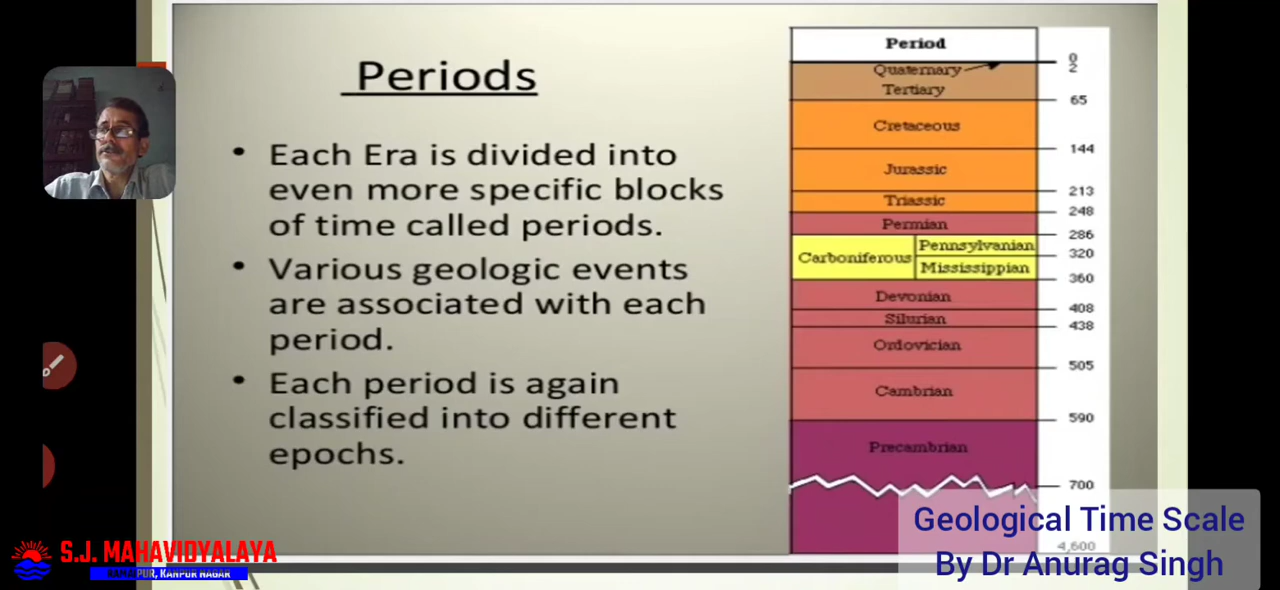 Periods
• Each Era is divided into
even more specific blocks
of time called periods.
• Various geologic events
are associated with each
period.
• Each period is again
classified into different
epochs.
Period
Quaternary
Tertiary
Cretaceous
Jurassic
Triassic
Permian
Carboniferous
Pennsylvanian
Mississippian
Devonian
Silurian
Ordovician
Cambrian
Precambrian
0
2
65
144
213
248
286
320
360
408
438
505
590
700
4,600
Geological Time Scale
By Dr Anurag Singh
S.J. MAHAVIDYALAYA
RAMAIPUR, KANPUR NAGAR